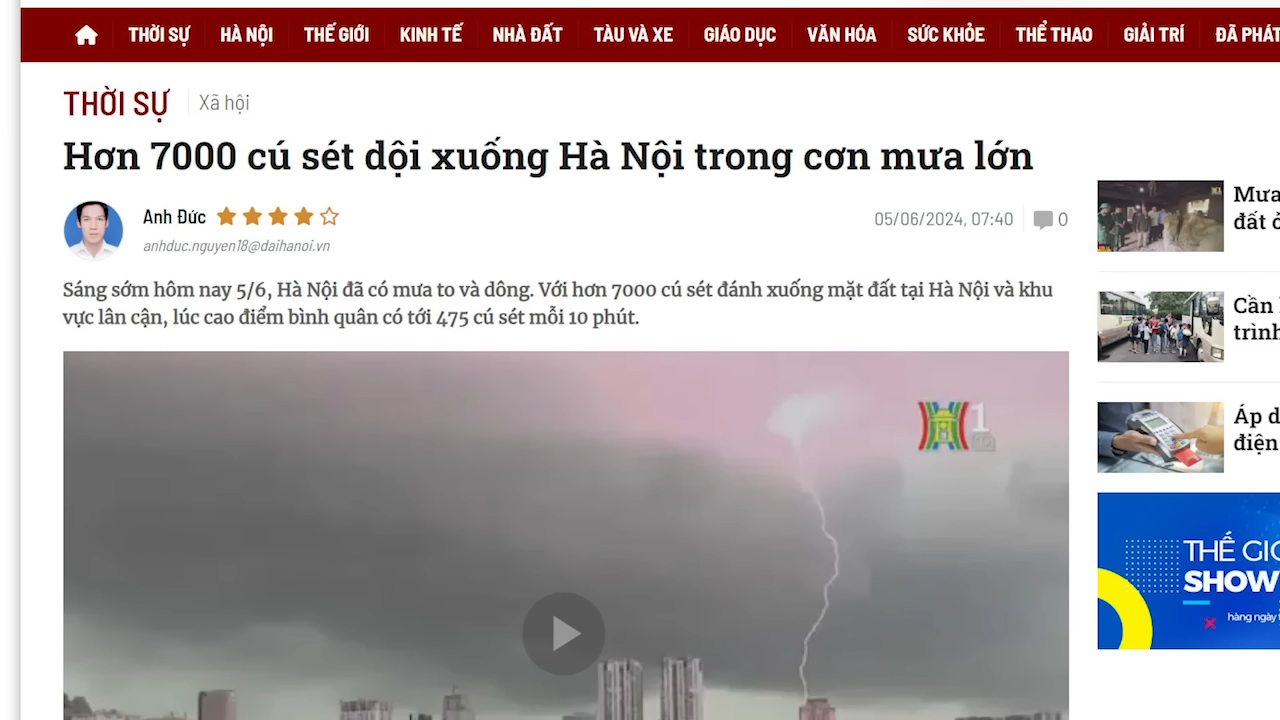 THỜI SỰ HÀ NỘI THẾ GIỚI KINH TẾ NHÀ ĐẤT TÀU VÀ XE GIÁO DỤC VĂN HÓA SỨC KHỎE THỂ THAO GIẢI TRÍ ĐÃ PHÁT
THỜI SỰ Xã hội
Hơn 7000 cú sét dội xuống Hà Nội trong cơn mưa lớn
Anh Đức
anhduc.nguyen18@daihanoi.vn
05/06/2024, 07:40 0
Sáng sớm hôm nay 5/6, Hà Nội đã có mưa to và dông. Với hơn 7000 cú sét đánh xuống mặt đất tại Hà Nội và khu
vực lân cận, lúc cao điểm bình quân có tới 475 cú sét mỗi 10 phút.
H 1
HD
Mưa
đất ở
Cần
trình
Áp d
điện
THẾ GIỚ
SHOW
hàng ngày